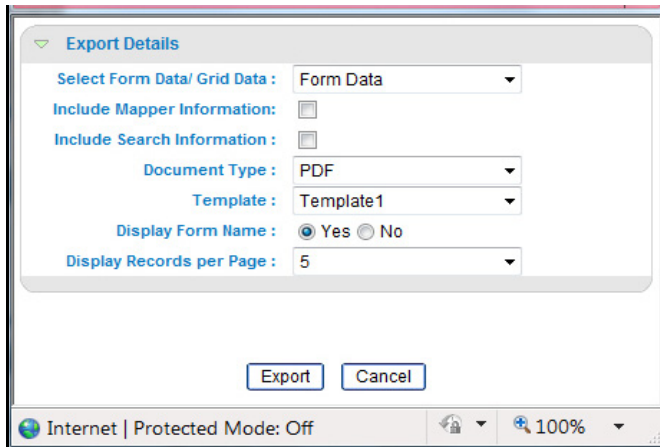 Export Details
Select Form Data/ Grid Data : Form Data
Include Mapper Information:
Include Search Information :
Document Type : PDF
Template : Template1
Display Form Name : Yes No
Display Records per Page : 5
Export Cancel
Internet | Protected Mode: Off 100%